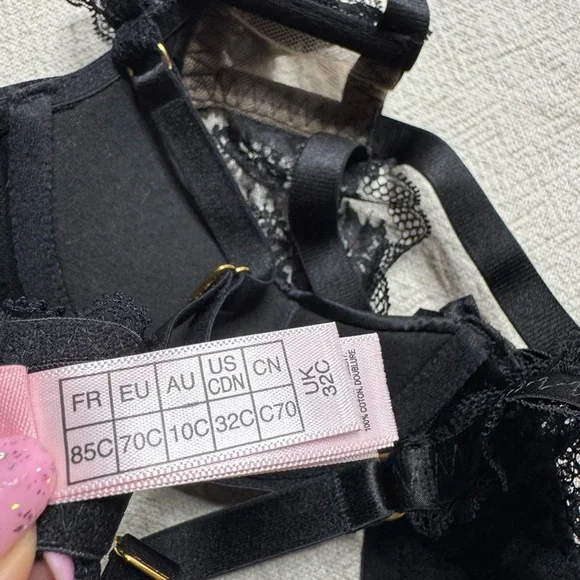 FR EU AU US CDN CN
85C 70C 10C 32C C70
UK 32C
100% COTON, DOUBLURE